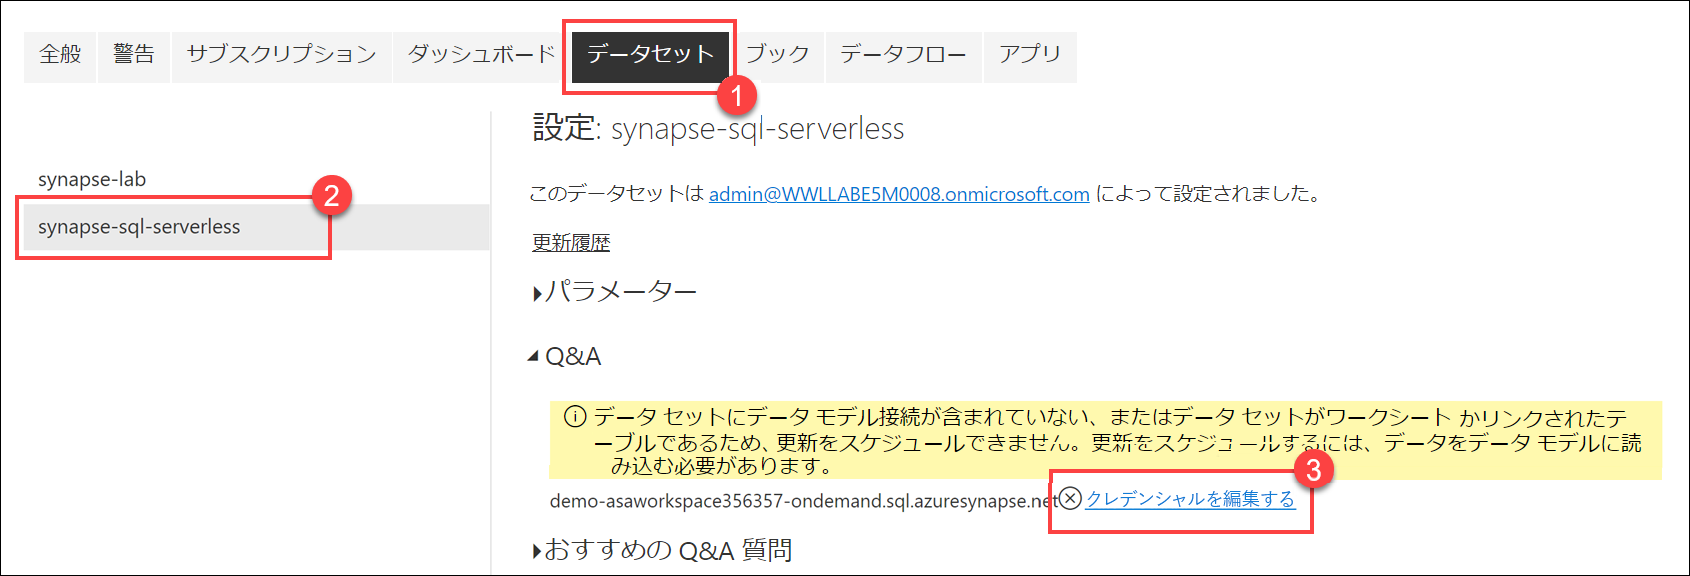 全般 警告 サブスクリプション ダッシュボード データセット ブック データフロー アプリ
1
設定: synapse-sql-serverless
synapse-lab
2
synapse-sql-serverless
このデータセットは admin@WWLLABE5M0008.onmicrosoft.com によって設定されました。
更新履歴
パラメーター
Q&A
データ セットにデータ モデル接続が含まれていない、またはデータ セットがワークシート かリンクされたテ
ーブルであるため、更新をスケジュールできません。更新をスケジュールするには、データをデータ モデルに読
み込む必要があります。
3
demo-asaworkspace356357-ondemand.sql.azuresynapse.net クレデンシャルを編集する
おすすめの Q&A 質問